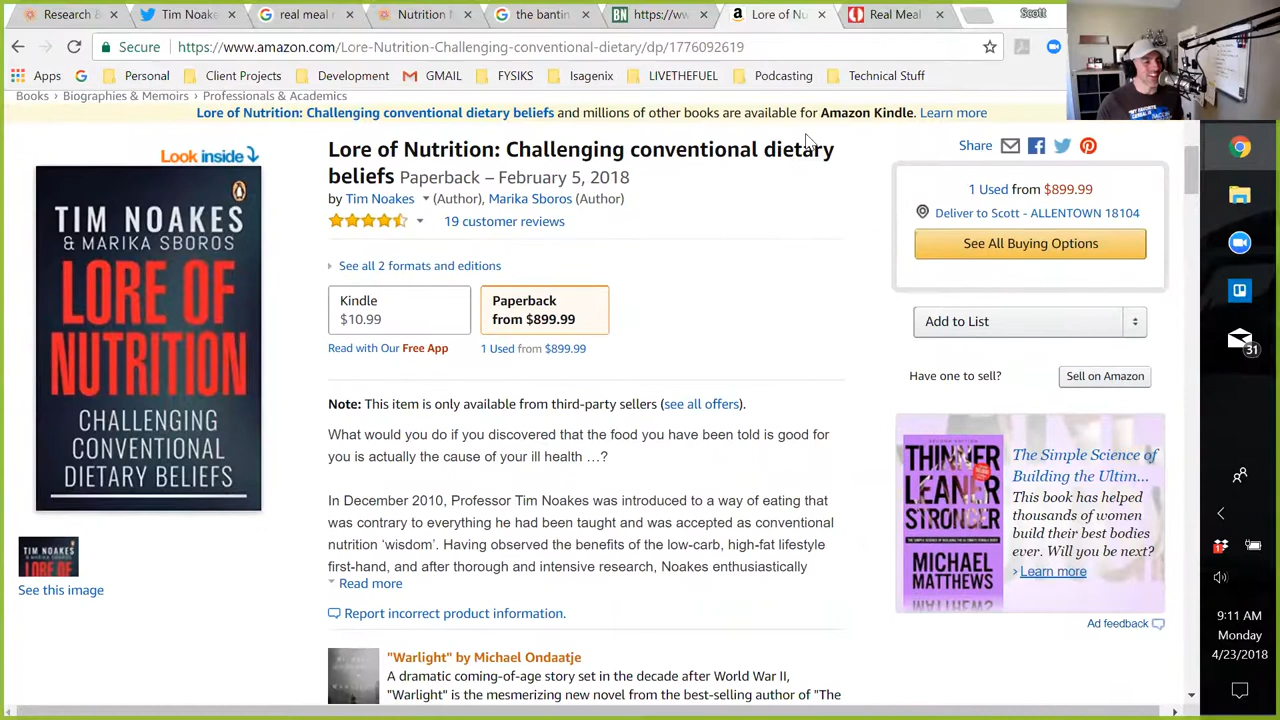 Research &
Tim Noake
real meal r
Nutrition M
the bantin
https://ww
Lore of Nu
Real Meal
Scott
Secure
https://www.amazon.com/Lore-Nutrition-Challenging-conventional-dietary/dp/1776092619
Apps
Personal
Client Projects
Development
GMAIL
FYSIKS
Isagenix
LIVETHEFUEL
Podcasting
Technical Stuff
Books › Biographies & Memoirs › Professionals & Academics
Lore of Nutrition: Challenging conventional dietary beliefs and millions of other books are available for Amazon Kindle. Learn more
Look inside
TIM NOAKES
& MARIKA SBOROS
LORE OF
NUTRITION
CHALLENGING
CONVENTIONAL
DIETARY BELIEFS
TIM NOAKES
LORE OF
See this image
Lore of Nutrition: Challenging conventional dietary
beliefs Paperback – February 5, 2018
by Tim Noakes (Author), Marika Sboros (Author)
19 customer reviews
See all 2 formats and editions
Kindle
$10.99
Paperback
from $899.99
Read with Our Free App
1 Used from $899.99
Note: This item is only available from third-party sellers (see all offers).
What would you do if you discovered that the food you have been told is good for
you is actually the cause of your ill health …?
In December 2010, Professor Tim Noakes was introduced to a way of eating that
was contrary to everything he had been taught and was accepted as conventional
nutrition ‘wisdom’. Having observed the benefits of the low-carb, high-fat lifestyle
first-hand, and after thorough and intensive research, Noakes enthusiastically
Read more
Report incorrect product information.
"Warlight" by Michael Ondaatje
A dramatic coming-of-age story set in the decade after World War II,
"Warlight" is the mesmerizing new novel from the best-selling author of "The
Share
1 Used from $899.99
Deliver to Scott - ALLENTOWN 18104
See All Buying Options
Add to List
Have one to sell?
Sell on Amazon
THINNER
LEANER
STRONGER
MICHAEL
MATTHEWS
The Simple Science of
Building the Ultim...
This book has helped
thousands of women
build their best bodies
ever. Will you be next?
› Learn more
Ad feedback
31
9:11 AM
Monday
4/23/2018